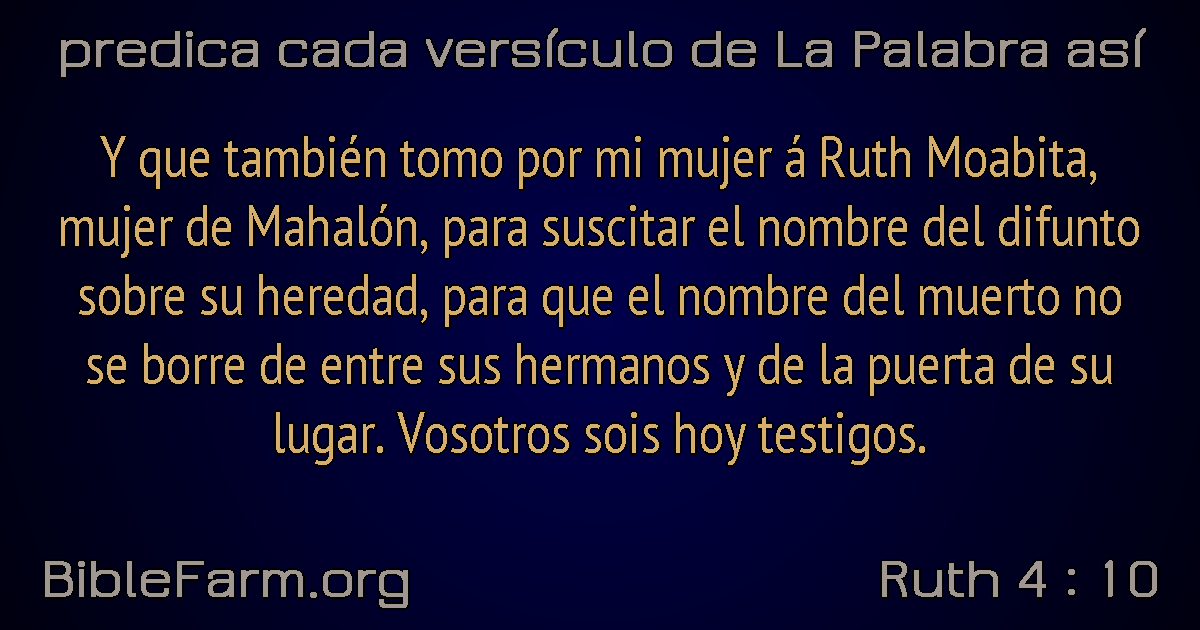 predica cada versículo de La Palabra así
Y que también tomo por mi mujer á Ruth Moabita,
mujer de Mahalón, para suscitar el nombre del difunto
sobre su heredad, para que el nombre del muerto no
se borre de entre sus hermanos y de la puerta de su
lugar. Vosotros sois hoy testigos.
BibleFarm.org
Ruth 4 : 10